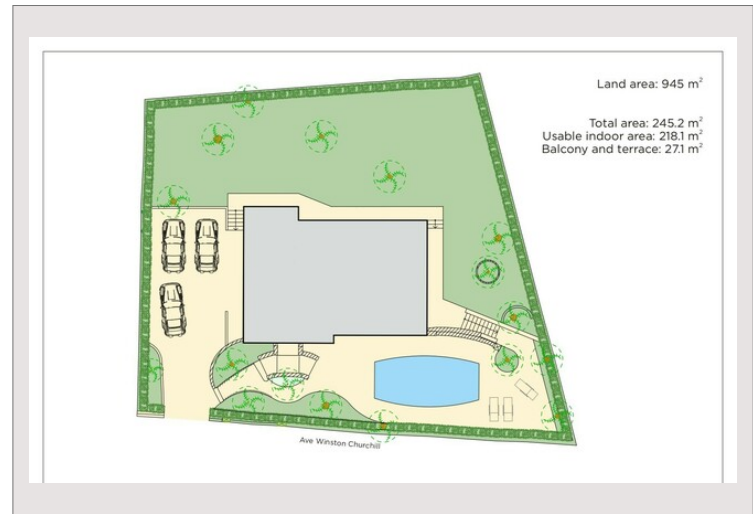 Land area: 945 m²
Total area: 245.2 m²
Usable indoor area: 218.1 m²
Balcony and terrace: 27.1 m²
Ave Winston Churchill